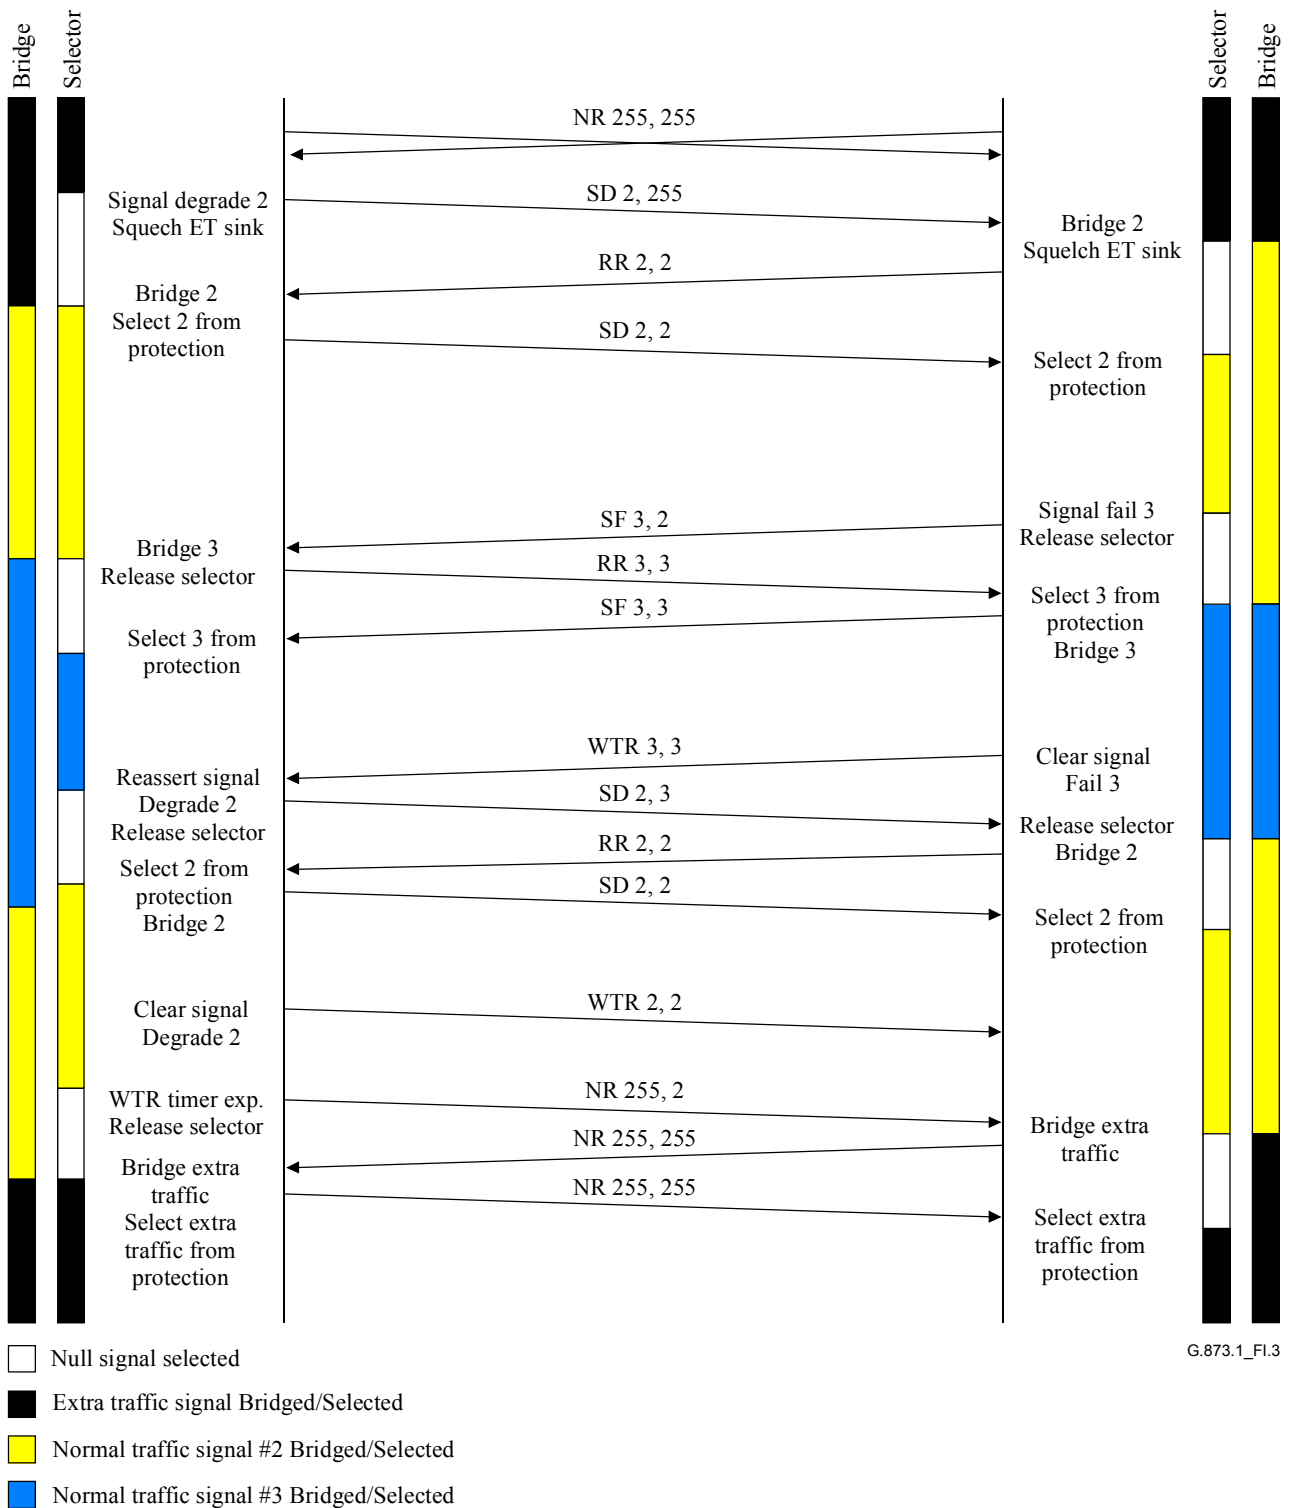 Bridge
Selector
Selector
Bridge
NR 255, 255
Signal degrade 2
Squech ET sink
SD 2, 255
Bridge 2
Squelch ET sink
RR 2, 2
Bridge 2
Select 2 from
protection
SD 2, 2
Select 2 from
protection
Signal fail 3
Release selector
SF 3, 2
Bridge 3
Release selector
RR 3, 3
Select 3 from
protection
Bridge 3
SF 3, 3
Select 3 from
protection
WTR 3, 3
Clear signal
Fail 3
Reassert signal
Degrade 2
Release selector
SD 2, 3
Release selector
Bridge 2
RR 2, 2
Select 2 from
protection
Bridge 2
SD 2, 2
Select 2 from
protection
Clear signal
Degrade 2
WTR 2, 2
WTR timer exp.
Release selector
NR 255, 2
Bridge extra
traffic
NR 255, 255
Bridge extra
traffic
Select extra
traffic from
protection
NR 255, 255
Select extra
traffic from
protection
G.873.1_FI.3
Null signal selected
Extra traffic signal Bridged/Selected
Normal traffic signal #2 Bridged/Selected
Normal traffic signal #3 Bridged/Selected